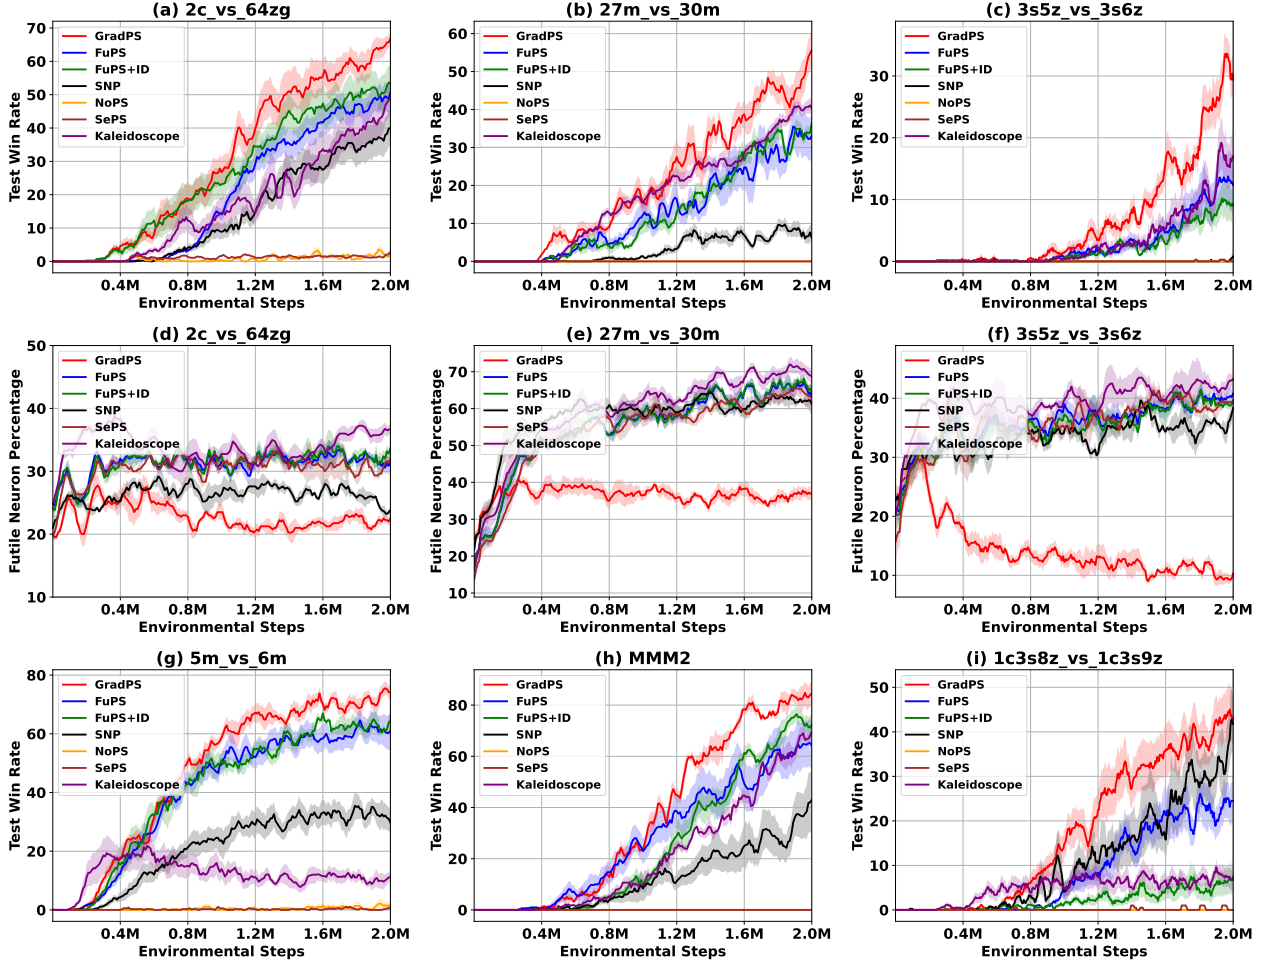 (a) 2c_vs_64zg
Test Win Rate
70
60
50
40
30
20
10
0
GradPS
FuPS
FuPS+ID
SNP
NoPS
SePS
Kaleidoscope
0.4M 0.8M 1.2M 1.6M 2.0M
Environmental Steps
(b) 27m_vs_30m
Test Win Rate
60
50
40
30
20
10
0
GradPS
FuPS
FuPS+ID
SNP
NoPS
SePS
Kaleidoscope
0.4M 0.8M 1.2M 1.6M 2.0M
Environmental Steps
(c) 3s5z_vs_3s6z
Test Win Rate
30
20
10
0
GradPS
FuPS
FuPS+ID
SNP
NoPS
SePS
Kaleidoscope
0.4M 0.8M 1.2M 1.6M 2.0M
Environmental Steps
(d) 2c_vs_64zg
Futile Neuron Percentage
50
40
30
20
10
GradPS
FuPS
FuPS+ID
SNP
SePS
Kaleidoscope
0.4M 0.8M 1.2M 1.6M 2.0M
Environmental Steps
(e) 27m_vs_30m
Futile Neuron Percentage
70
60
50
40
30
20
10
GradPS
FuPS
FuPS+ID
SNP
SePS
Kaleidoscope
0.4M 0.8M 1.2M 1.6M 2.0M
Environmental Steps
(f) 3s5z_vs_3s6z
Futile Neuron Percentage
40
30
20
10
GradPS
FuPS
FuPS+ID
SNP
SePS
Kaleidoscope
0.4M 0.8M 1.2M 1.6M 2.0M
Environmental Steps
(g) 5m_vs_6m
Test Win Rate
80
60
40
20
0
GradPS
FuPS
FuPS+ID
SNP
NoPS
SePS
Kaleidoscope
0.4M 0.8M 1.2M 1.6M 2.0M
Environmental Steps
(h) MMM2
Test Win Rate
80
60
40
20
0
GradPS
FuPS
FuPS+ID
SNP
NoPS
SePS
Kaleidoscope
0.4M 0.8M 1.2M 1.6M 2.0M
Environmental Steps
(i) 1c3s8z_vs_1c3s9z
Test Win Rate
50
40
30
20
10
0
GradPS
FuPS
FuPS+ID
SNP
NoPS
SePS
Kaleidoscope
0.4M 0.8M 1.2M 1.6M 2.0M
Environmental Steps